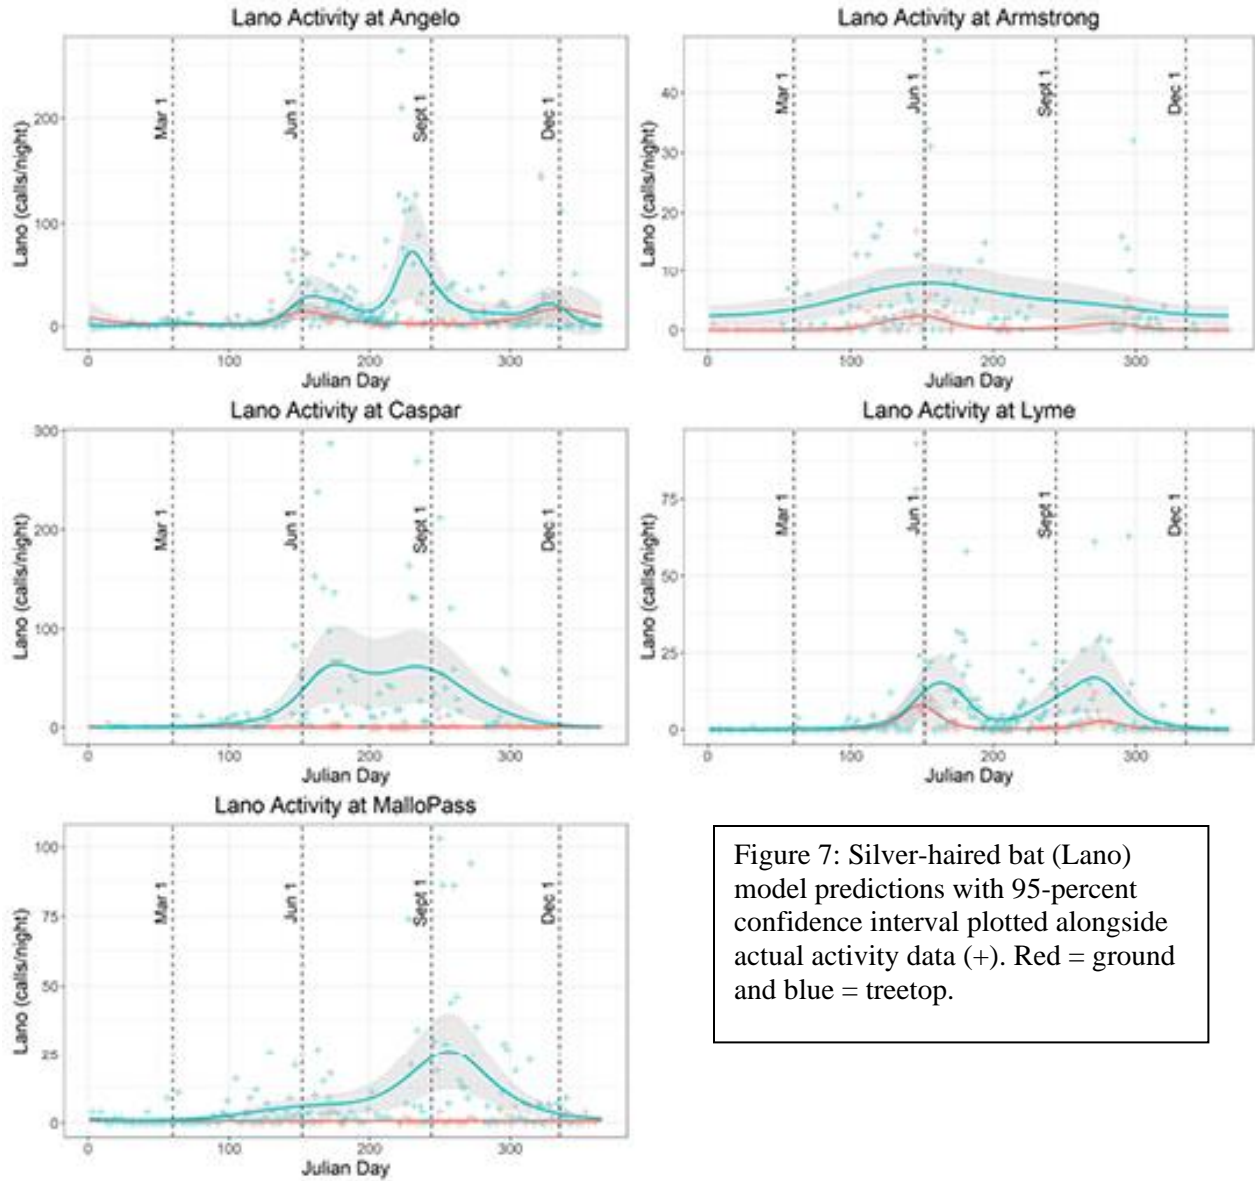 Lano Activity at Angelo
Lano (calls/night)
200
100
0
Mar 1
Jun 1
Sept 1
Dec 1
0
100
200
300
Julian Day
Lano Activity at Armstrong
Lano (calls/night)
40
30
20
10
0
Mar 1
Jun 1
Sept 1
Dec 1
0
100
200
300
Julian Day
Lano Activity at Caspar
Lano (calls/night)
300
200
100
0
Mar 1
Jun 1
Sept 1
Dec 1
0
100
200
300
Julian Day
Lano Activity at Lyme
Lano (calls/night)
75
50
25
0
Mar 1
Jun 1
Sept 1
Dec 1
0
100
200
300
Julian Day
Lano Activity at MalloPass
Lano (calls/night)
100
75
50
25
0
Mar 1
Jun 1
Sept 1
Dec 1
0
100
200
300
Julian Day
Figure 7: Silver-haired bat (Lano)
model predictions with 95-percent
confidence interval plotted alongside
actual activity data (+). Red = ground
and blue = treetop.